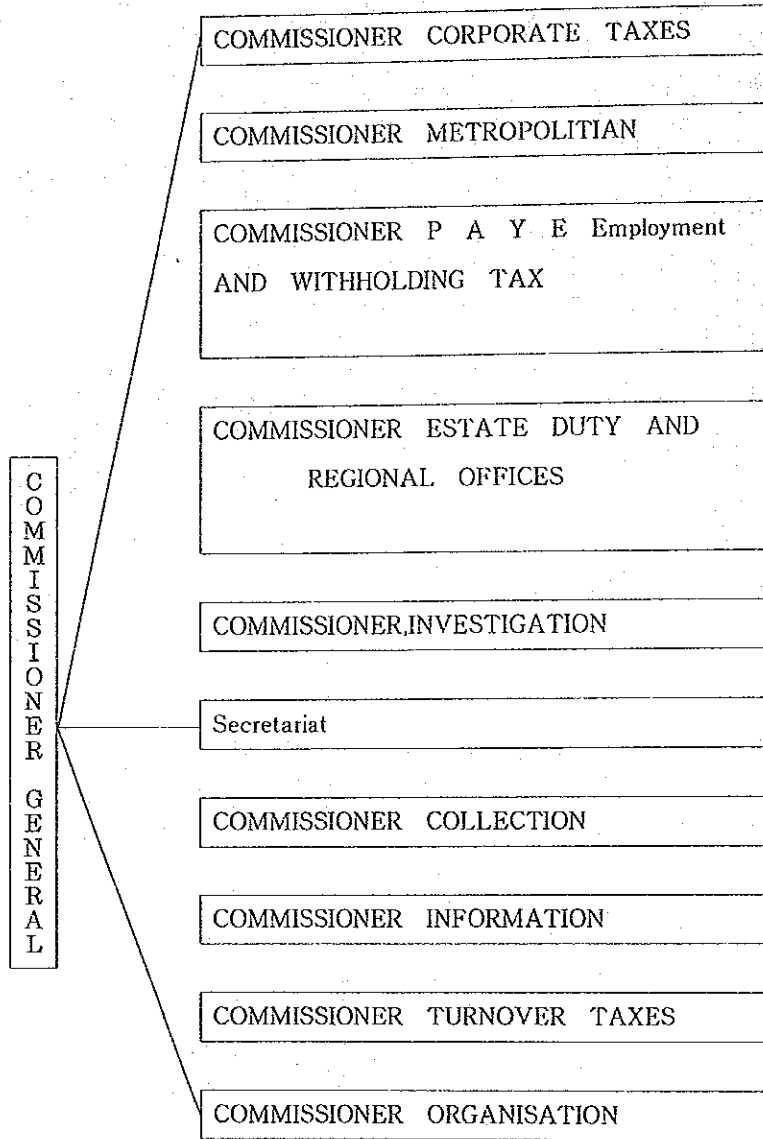 COMMISSIONER CORPORATE TAXES
COMMISSIONER METROPOLITIAN
COMMISSIONER P A Y E Employment
AND WITHHOLDING TAX
COMMISSIONER ESTATE DUTY AND
REGIONAL OFFICES
COMMISSIONER GENERAL
COMMISSIONER,INVESTIGATION
Secretariat
COMMISSIONER COLLECTION
COMMISSIONER INFORMATION
COMMISSIONER TURNOVER TAXES
COMMISSIONER ORGANISATION